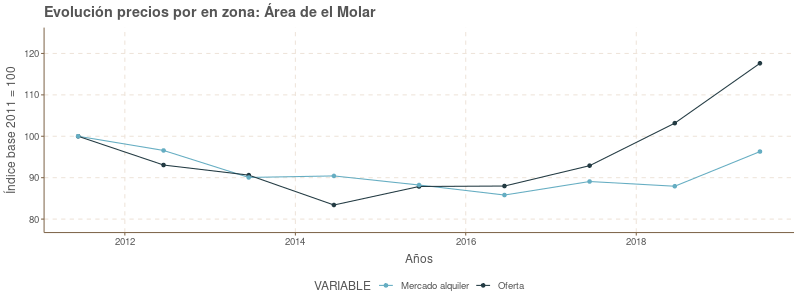 Evolución precios por en zona: Área de el Molar
Índice base 2011 = 100
120
110
100
90
80
2012 2014 2016 2018
Años
VARIABLE Mercado alquiler Oferta